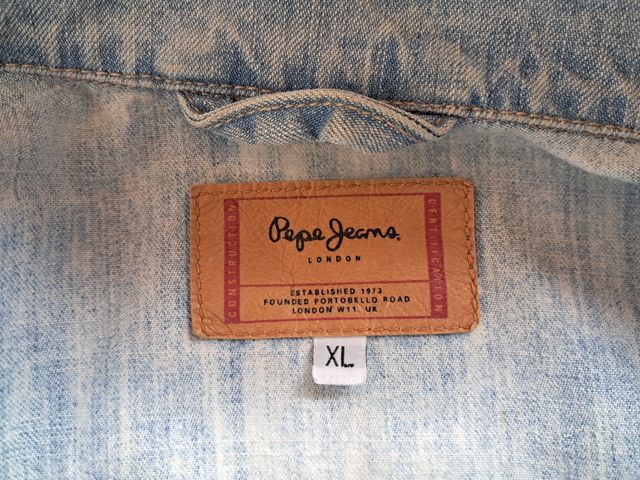 Pepe Jeans
LONDON
CONSTRUCTION
CERTIFICATION
ESTABLISHED 1973
FOUNDED PORTOBELLO ROAD
LONDON W11. UK
XL